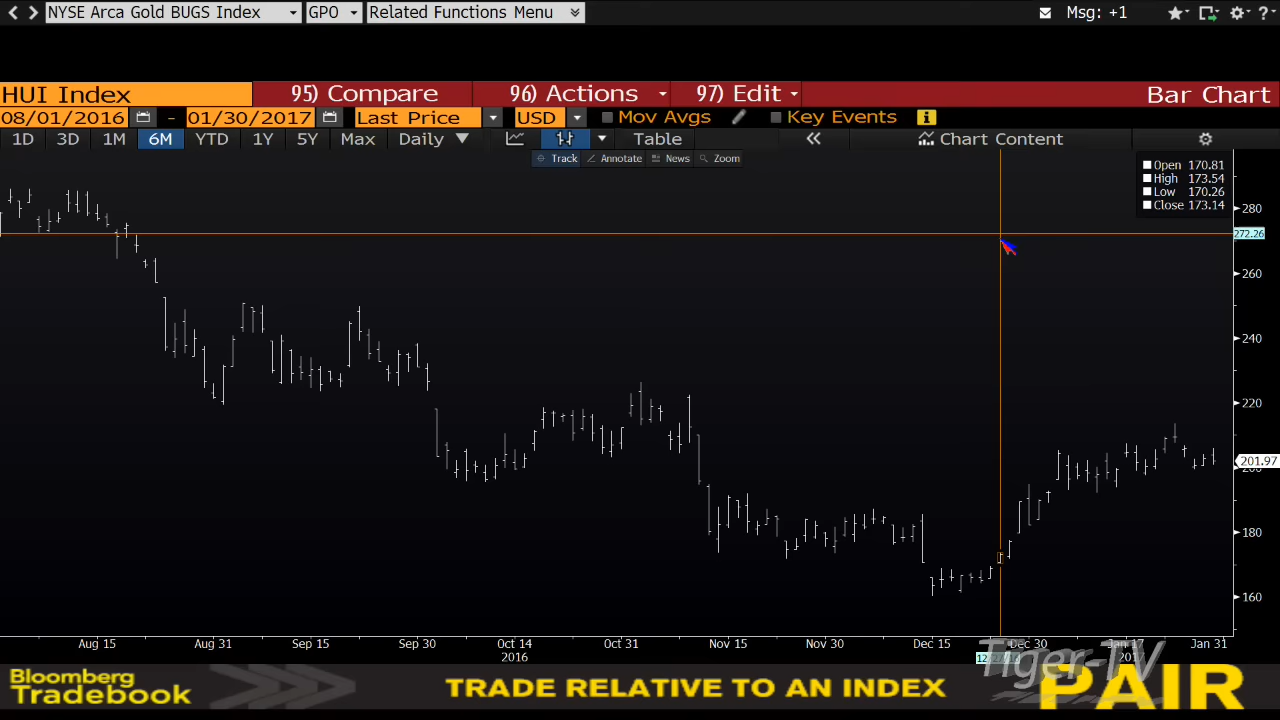 NYSE Arca Gold BUGS Index GPO Related Functions Menu Msg: +1 ?
HUI Index 95) Compare 96) Actions 97) Edit Bar Chart
08/01/2016 - 01/30/2017 Last Price USD Mov Avgs Key Events
1D 3D 1M 6M YTD 1Y 5Y Max Daily Table Chart Content
Track Annotate News Zoom
Open 170.81
High 173.54
Low 170.26
Close 173.14
280
272.26
260
240
220
201.97
200
180
160
Aug 15 Aug 31 Sep 15 Sep 30 Oct 14 Oct 31 Nov 15 Nov 30 Dec 15 Dec 30 Jan 17 Jan 31
2016 2017
Tiger-TV
Bloomberg
Tradebook
TRADE RELATIVE TO AN INDEX
PAIR